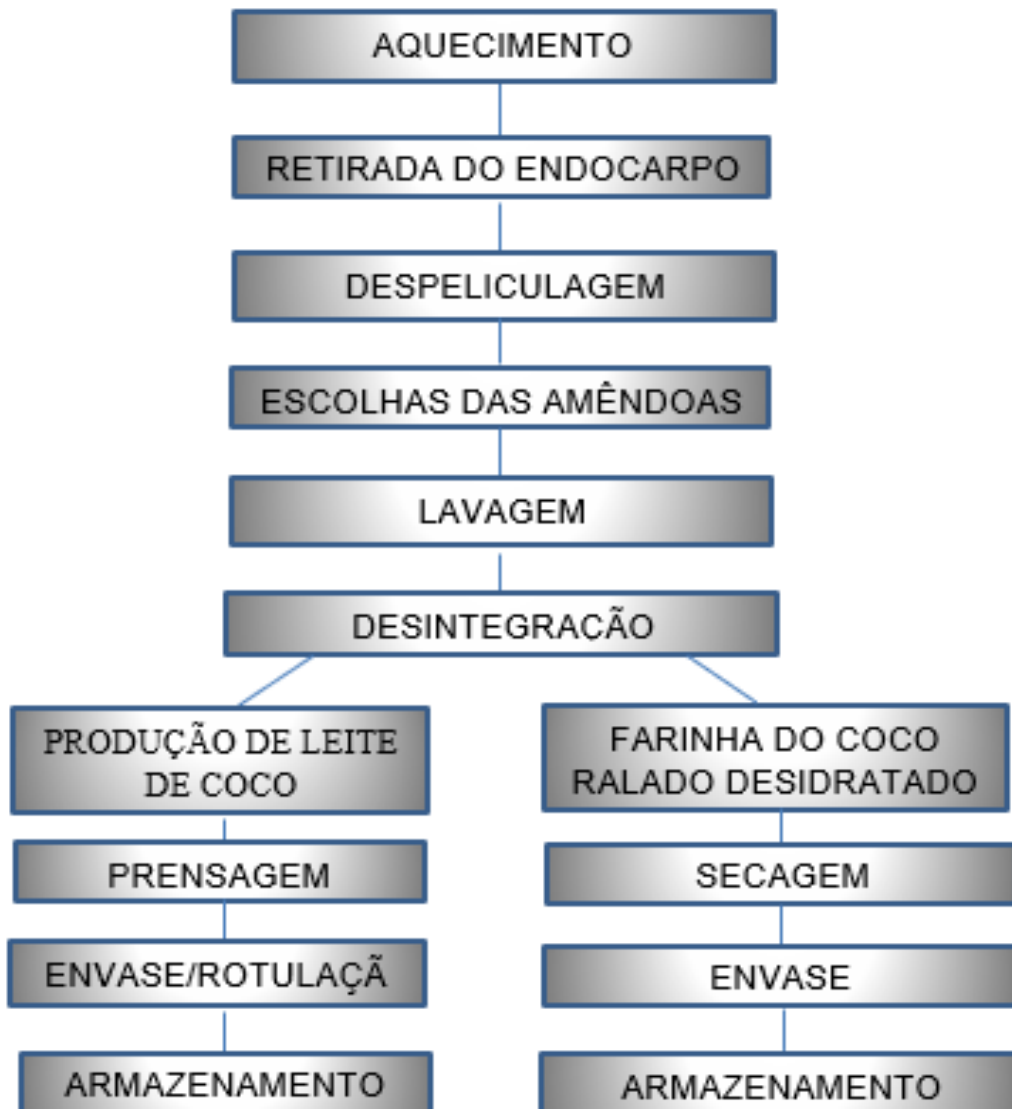 AQUECIMENTO
RETIRADA DO ENDOCARPO
DESPELICULAGEM
ESCOLHAS DAS AMÊNDOAS
LAVAGEM
DESINTEGRAÇÃO
PRODUÇÃO DE LEITE
DE COCO
PRENSAGEM
ENVASE/ROTULAÇÃ
ARMAZENAMENTO
FARINHA DO COCO
RALADO DESIDRATADO
SECAGEM
ENVASE
ARMAZENAMENTO